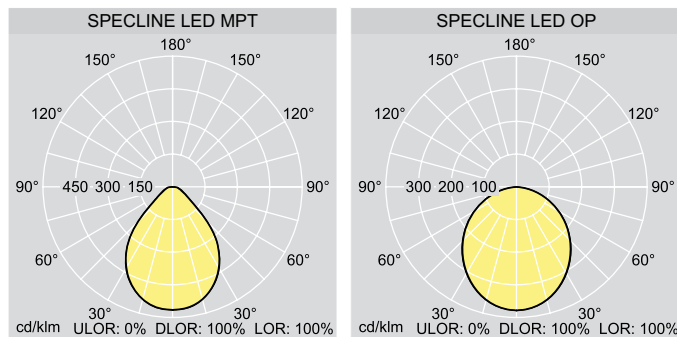 SPECLINE LED MPT
180°
150° 150°
120° 120°
90° 450 300 150 90°
60° 60°
30° 30°
cd/klm ULOR: 0% DLOR: 100% LOR: 100%
SPECLINE LED OP
180°
150° 150°
120° 120°
90° 300 200 100 90°
60° 60°
30° 30°
cd/klm ULOR: 0% DLOR: 100% LOR: 100%